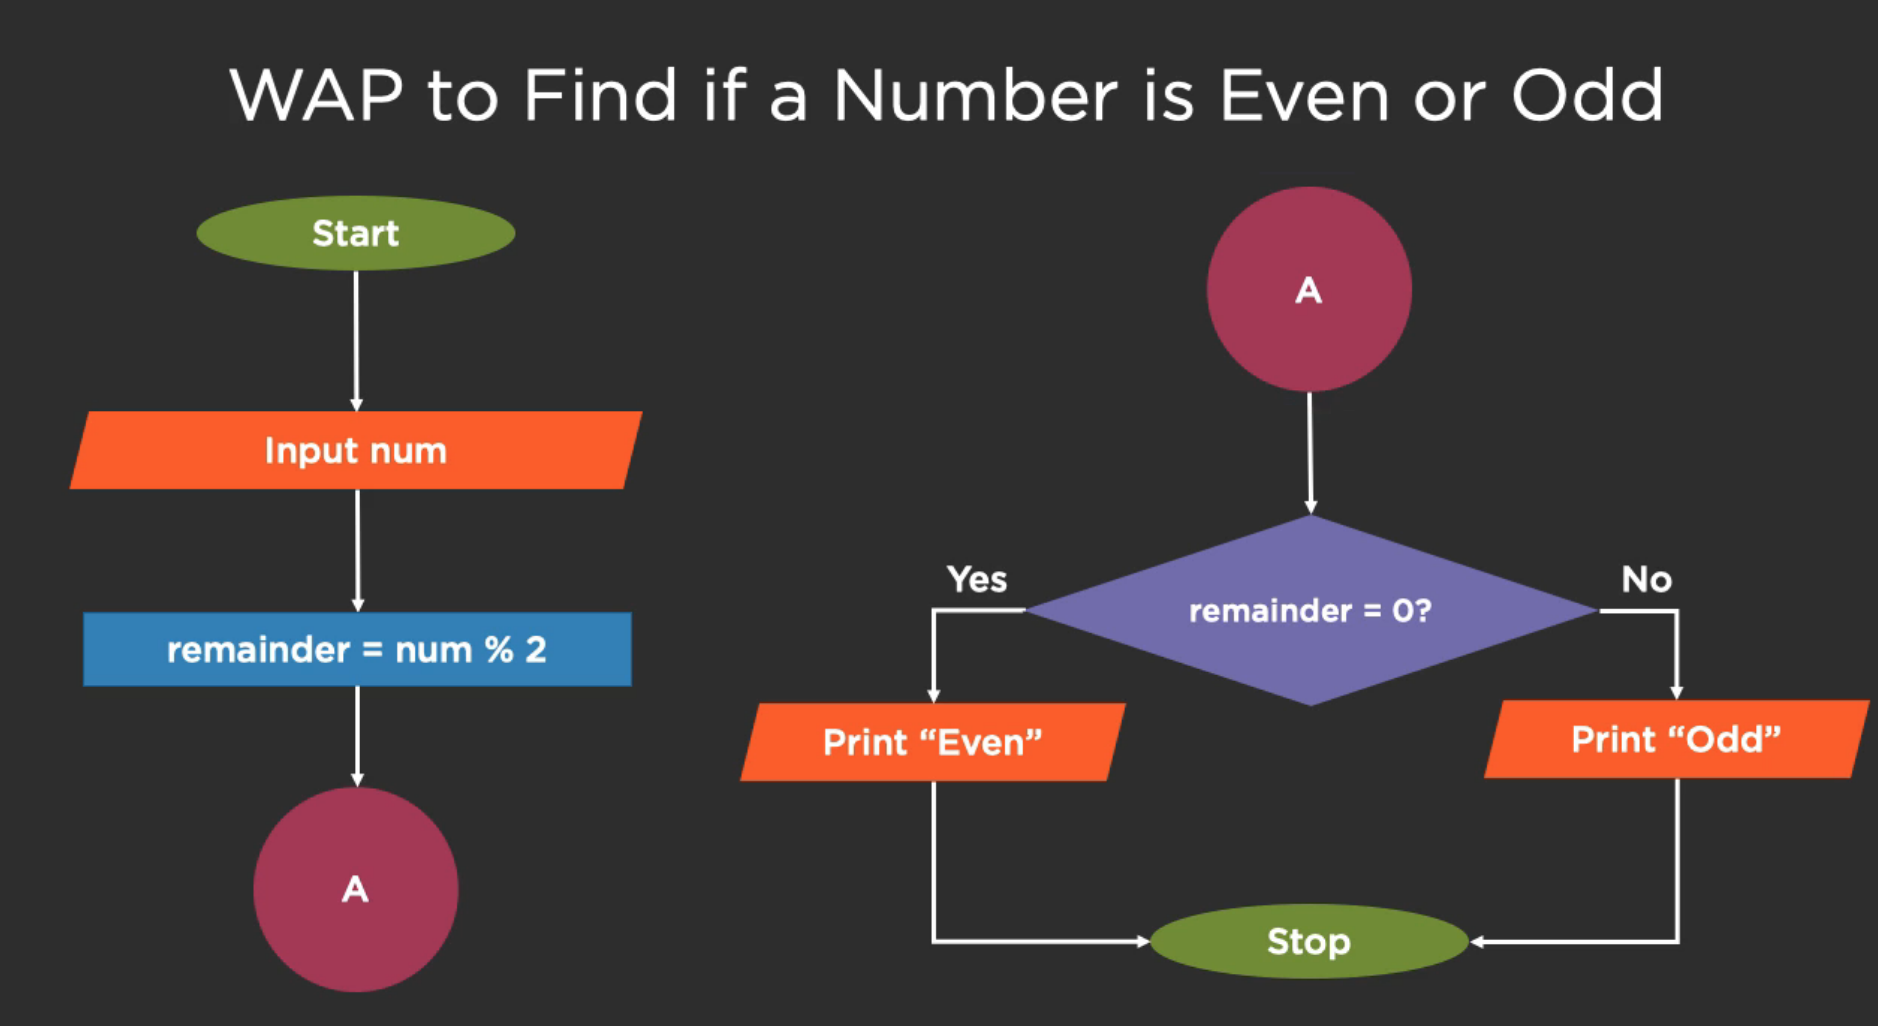 WAP to Find if a Number is Even or Odd
Start
Input num
remainder = num % 2
A
A
remainder = 0?
Yes
No
Print “Even”
Print “Odd”
Stop